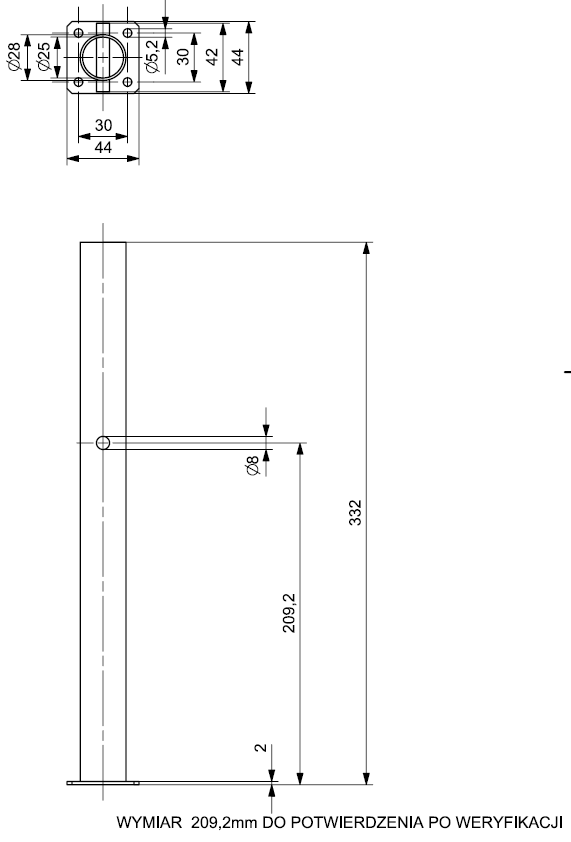 Ø28
Ø25
Ø5,2
30
42
44
30
44
Ø8
332
209,2
2
WYMIAR 209,2mm DO POTWIERDZENIA PO WERYFIKACJI